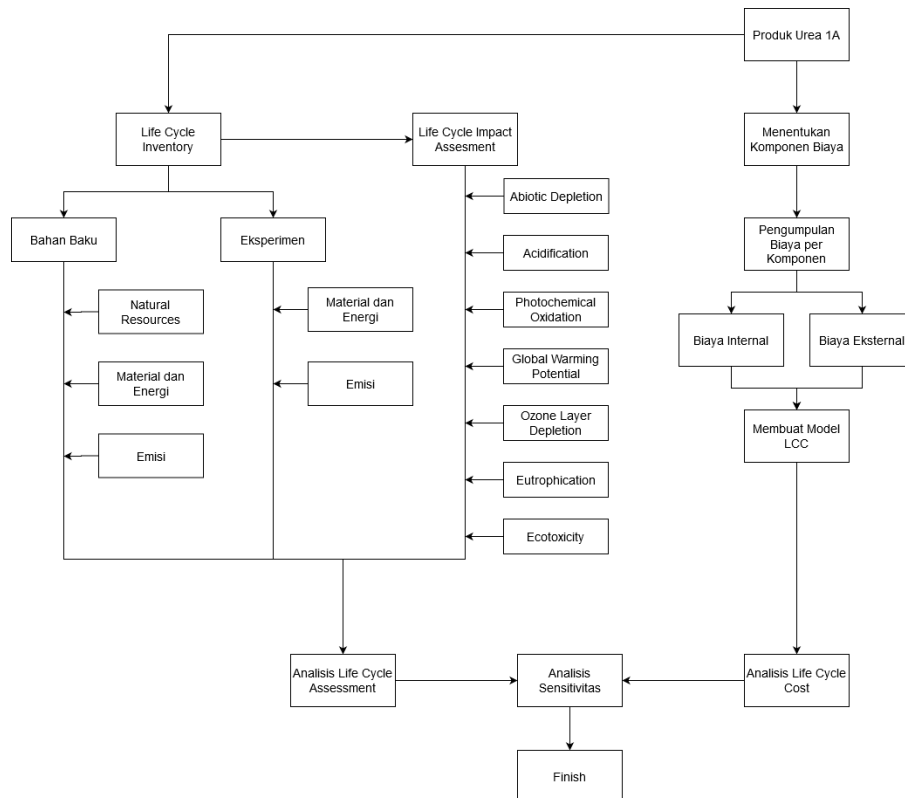 Produk Urea 1A
Life Cycle
Inventory
Life Cycle Impact
Assesment
Menentukan
Komponen Biaya
Abiotic Depletion
Bahan Baku
Eksperimen
Pengumpulan
Biaya per
Komponen
Acidification
Natural
Resources
Material dan
Energi
Photochemical
Oxidation
Biaya Internal
Biaya Eksternal
Material dan
Energi
Emisi
Global Warming
Potential
Ozone Layer
Depletion
Membuat Model
LCC
Emisi
Eutrophication
Ecotoxicity
Analisis Life Cycle
Assessment
Analisis
Sensitivitas
Analisis Life Cycle
Cost
Finish